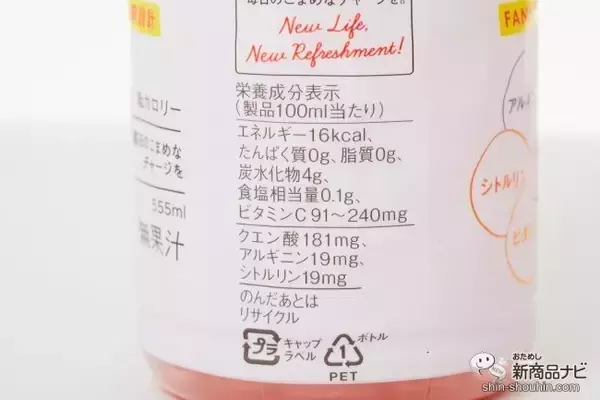 毎日のこまめなチャージを。
New Life,
New Refreshment!
栄養成分表示
(製品100ml当たり)
エネルギー16kcal、
たんぱく質0g、脂質0g、
炭水化物4g、
食塩相当量0.1g、
ビタミンC 91〜240mg
クエン酸181mg、
アルギニン19mg、
シトルリン19mg
のんだあとは
リサイクル
プラ
キャップ
ラベル
1
ボトル
PET
カロリー
のこまめな
チャージを
555ml
無果汁
FAN
アル
シトルリン
ビ
おためし
新商品ナビ
shin-shouhin.com